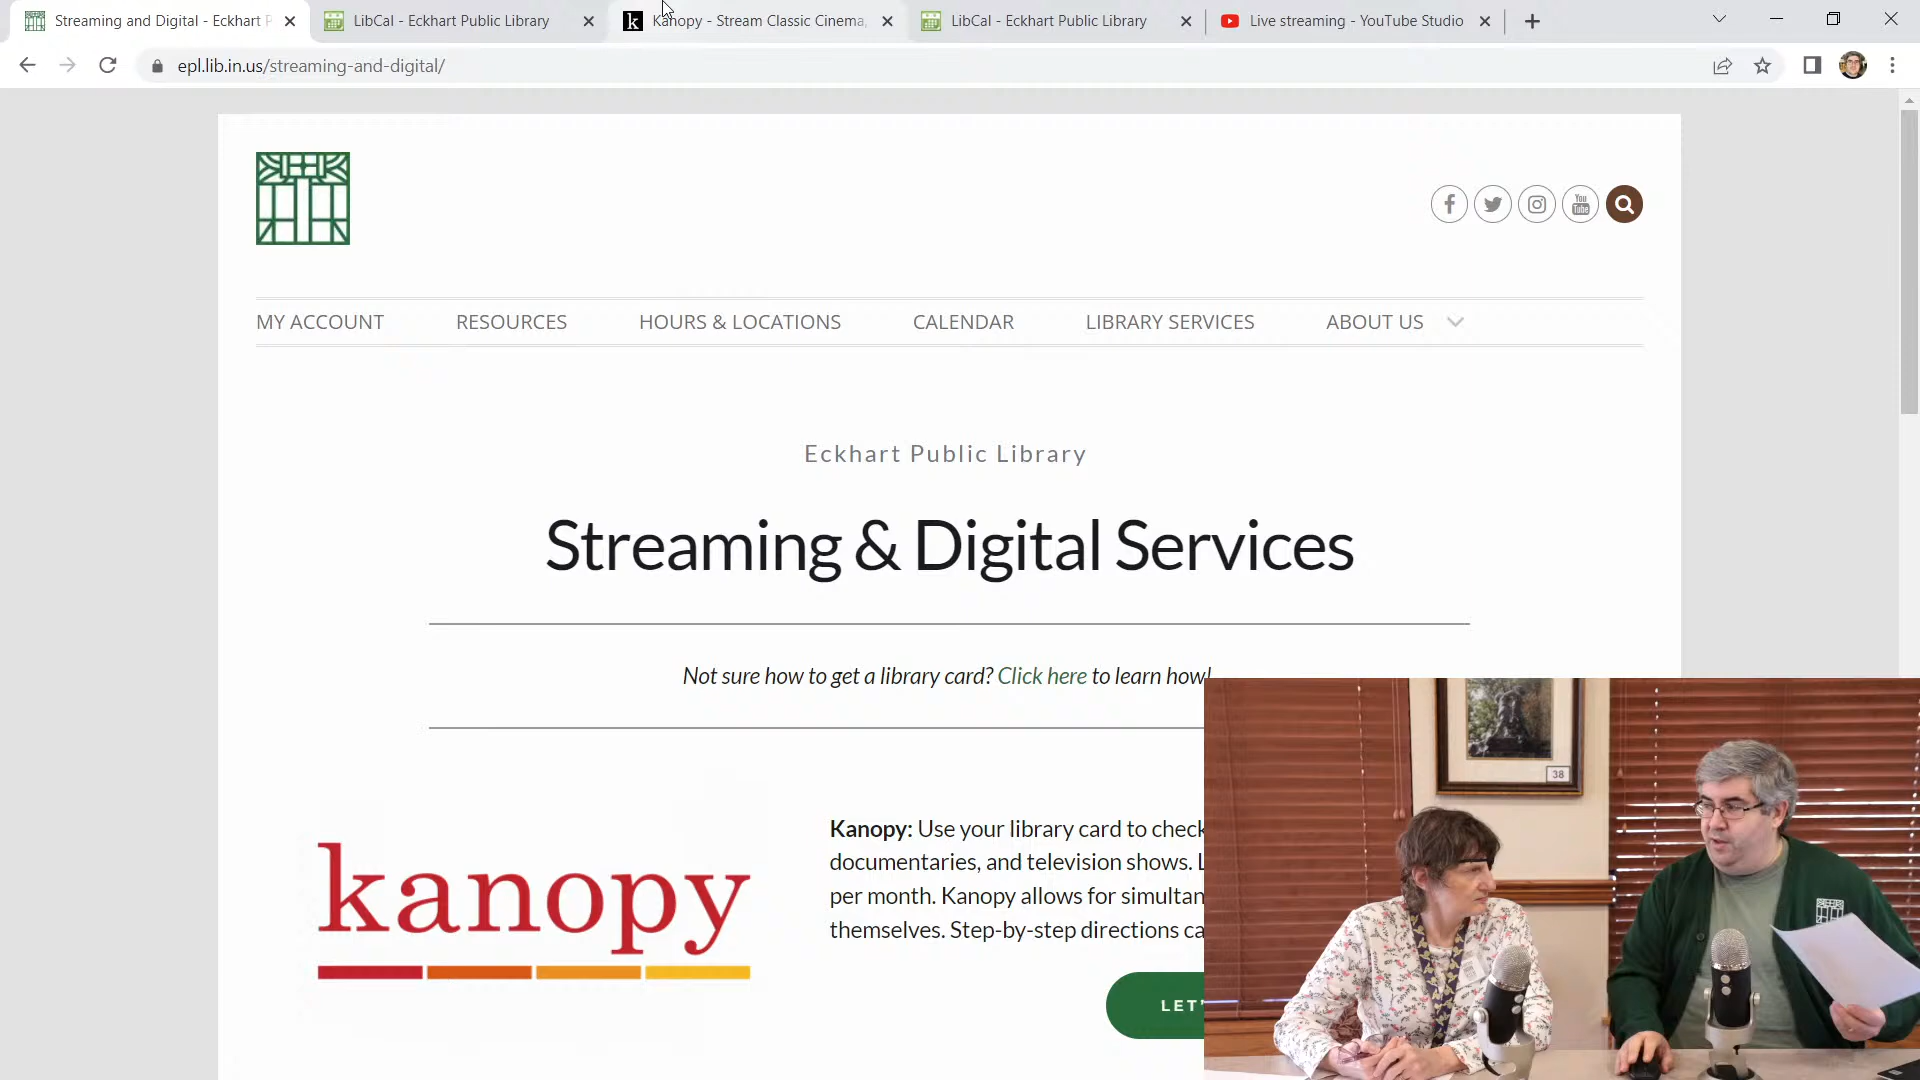 Streaming and Digital - Eckhart P
LibCal - Eckhart Public Library
k
Kanopy - Stream Classic Cinema,
LibCal - Eckhart Public Library
Live streaming - YouTube Studio
epl.lib.in.us/streaming-and-digital/
You
Tube
MY ACCOUNT
RESOURCES
HOURS & LOCATIONS
CALENDAR
LIBRARY SERVICES
ABOUT US
Eckhart Public Library
Streaming & Digital Services
Not sure how to get a library card? Click here to learn how!
38
kanopy
Kanopy: Use your library card to check
documentaries, and television shows. L
per month. Kanopy allows for simultan
themselves. Step-by-step directions ca
LET'